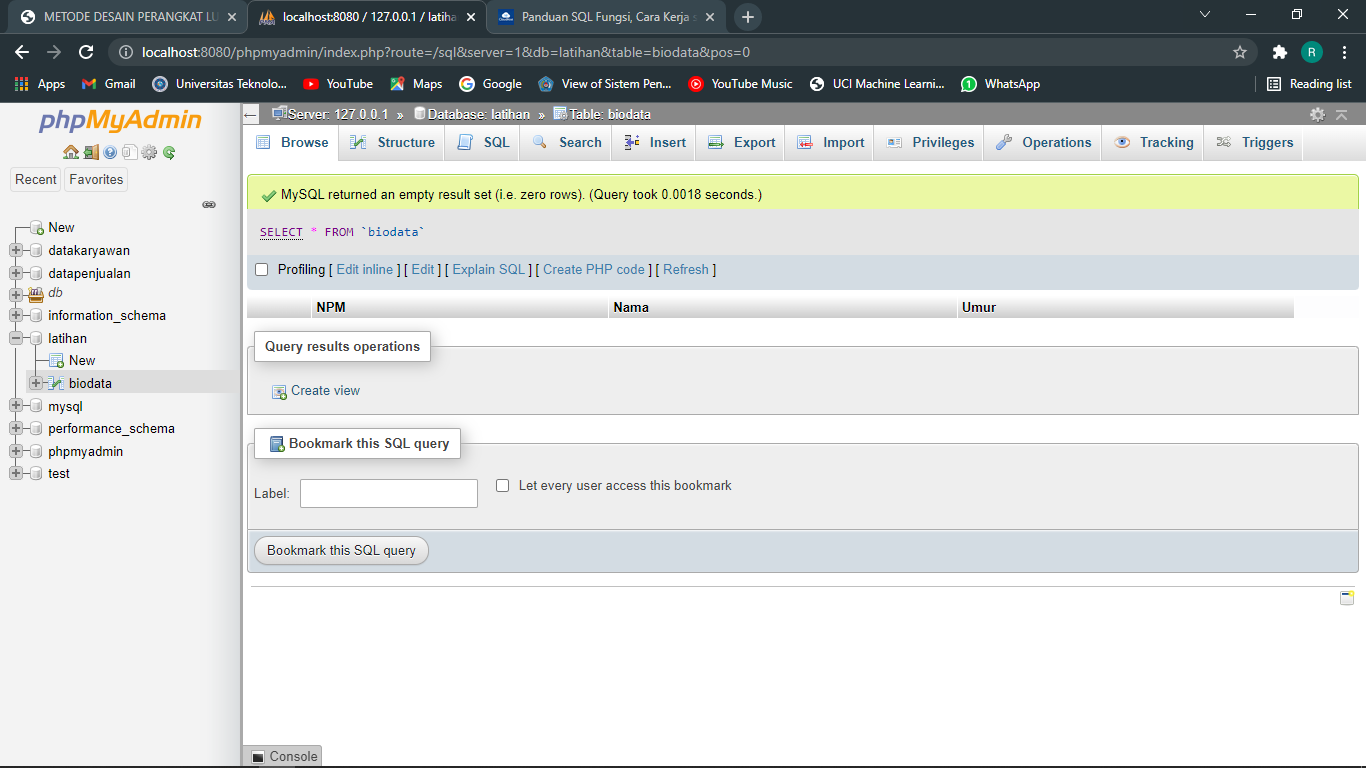 METODE DESAIN PERANGKAT LU
localhost:8080 / 127.0.0.1 / latiha
Panduan SQL Fungsi, Cara Kerja s
localhost:8080/phpmyadmin/index.php?route=/sql&server=1&db=latihan&table=biodata&pos=0
R
Apps Gmail Universitas Teknolo... YouTube Maps Google View of Sistem Pen... YouTube Music UCI Machine Learni... 1 WhatsApp Reading list
phpMyAdmin
Recent Favorites
New
datakaryawan
datapenjualan
db
information_schema
latihan
New
biodata
mysql
performance_schema
phpmyadmin
test
Server: 127.0.0.1 » Database: latihan » Table: biodata
Browse Structure SQL Search Insert Export Import Privileges Operations Tracking Triggers
MySQL returned an empty result set (i.e. zero rows). (Query took 0.0018 seconds.)
SELECT * FROM `biodata`
Profiling [ Edit inline ] [ Edit ] [ Explain SQL ] [ Create PHP code ] [ Refresh ]
NPM Nama Umur
Query results operations
Create view
Bookmark this SQL query
Label: Let every user access this bookmark
Bookmark this SQL query
Console